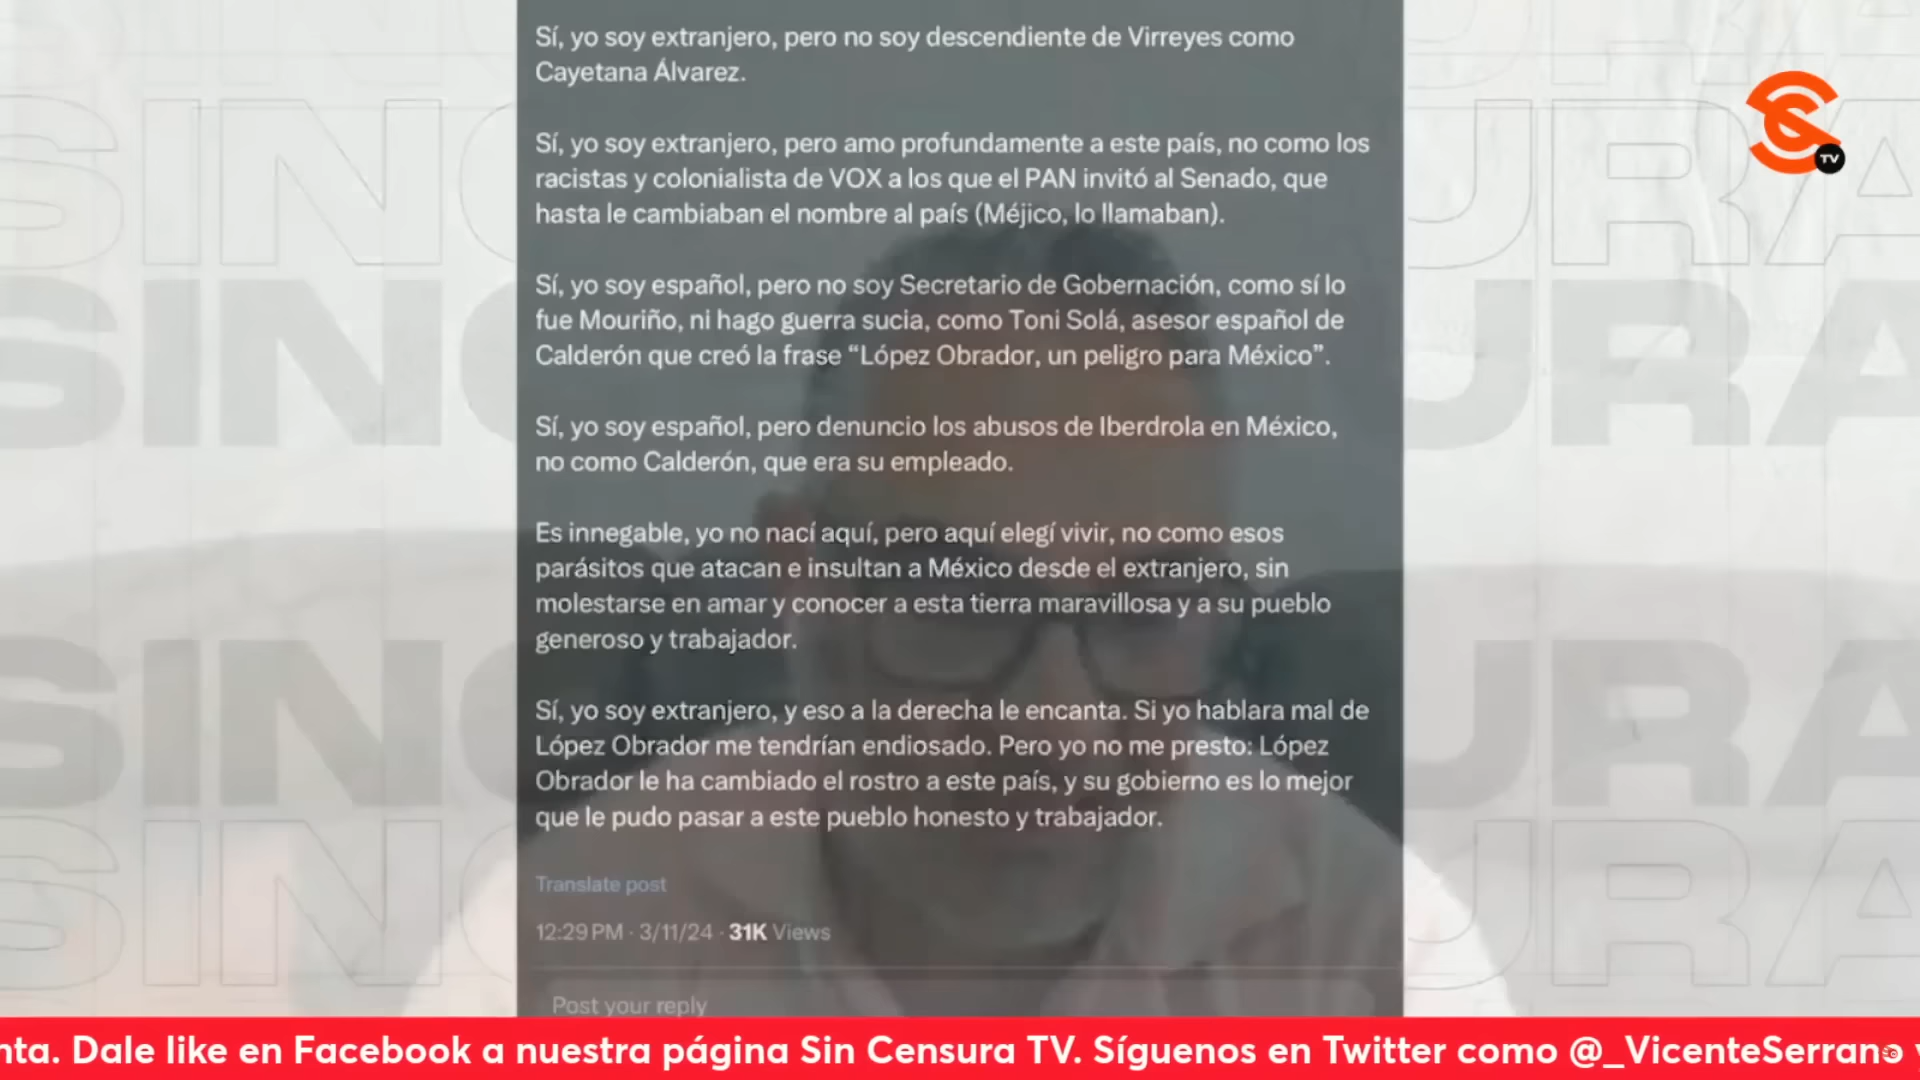 Sí, yo soy extranjero, pero no soy descendiente de Virreyes como
Cayetana Álvarez.
Sí, yo soy extranjero, pero amo profundamente a este país, no como los
racistas y colonialista de VOX a los que el PAN invitó al Senado, que
hasta le cambiaban el nombre al país (Méjico, lo llamaban).
Sí, yo soy español, pero no soy Secretario de Gobernación, como sí lo
fue Mouriño, ni hago guerra sucia, como Toni Solá, asesor español de
Calderón que creó la frase “López Obrador, un peligro para México”.
Sí, yo soy español, pero denuncio los abusos de Iberdrola en México,
no como Calderón, que era su empleado.
Es innegable, yo no nací aquí, pero aquí elegí vivir, no como esos
parásitos que atacan e insultan a México desde el extranjero, sin
molestarse en amar y conocer a esta tierra maravillosa y a su pueblo
generoso y trabajador.
Sí, yo soy extranjero, y eso a la derecha le encanta. Si yo hablara mal de
López Obrador me tendrían endiosado. Pero yo no me presto: López
Obrador le ha cambiado el rostro a este país, y su gobierno es lo mejor
que le pudo pasar a este pueblo honesto y trabajador.
Translate post
12:29 PM · 3/11/24 · 31K Views
Post your reply
TV
SIN URA
SIN URA
SIN URA
SIN URA
nta. Dale like en Facebook a nuestra página Sin Censura TV. Síguenos en Twitter como @_VicenteSerrano y